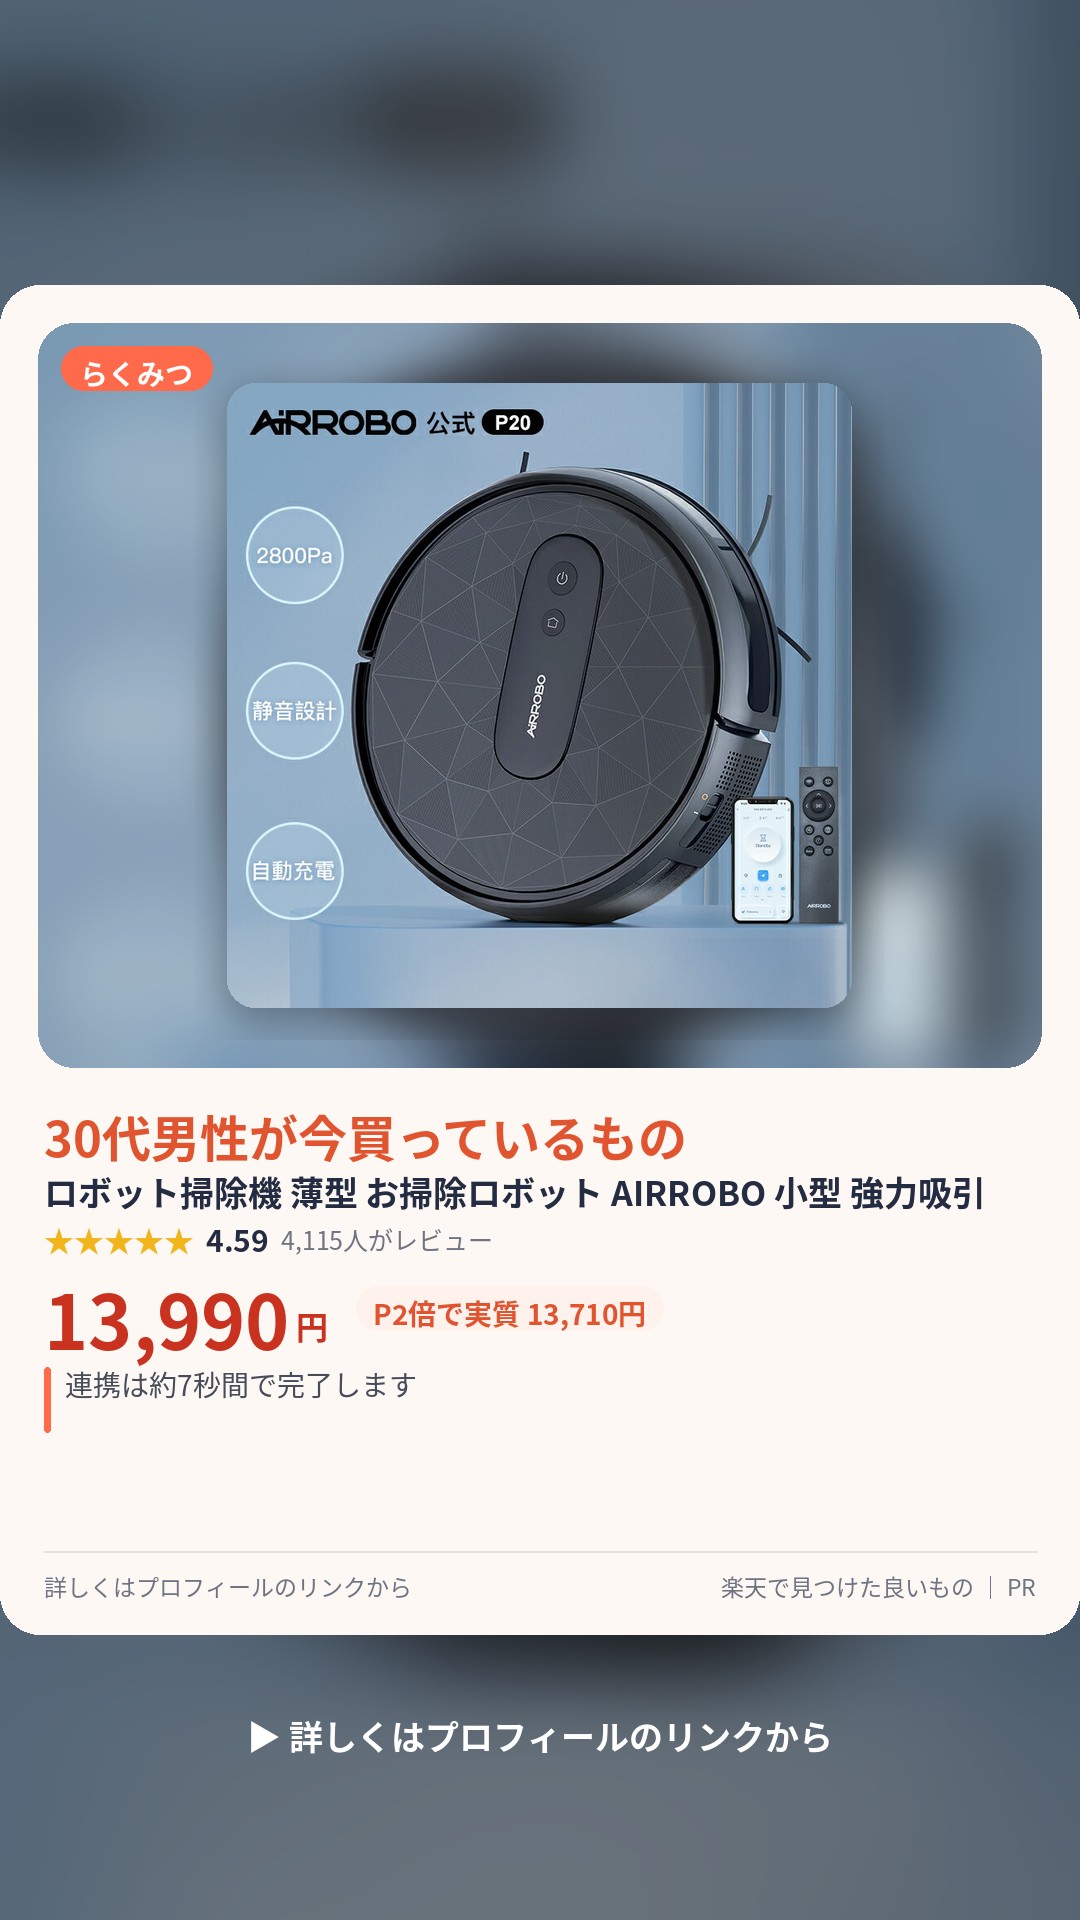 らくみつ
AIRROBO 公式 P20
2800Pa
静音設計
自動充電
AIRROBO
Standby
AIRROBO
30代男性が今買っているもの
ロボット掃除機 薄型 お掃除ロボット AIRROBO 小型 強力吸引
★★★★★ 4.59 4,115人がレビュー
13,990円 P2倍で実質 13,710円
連携は約7秒間で完了します
詳しくはプロフィールのリンクから
楽天で見つけた良いもの｜PR
▶ 詳しくはプロフィールのリンクから